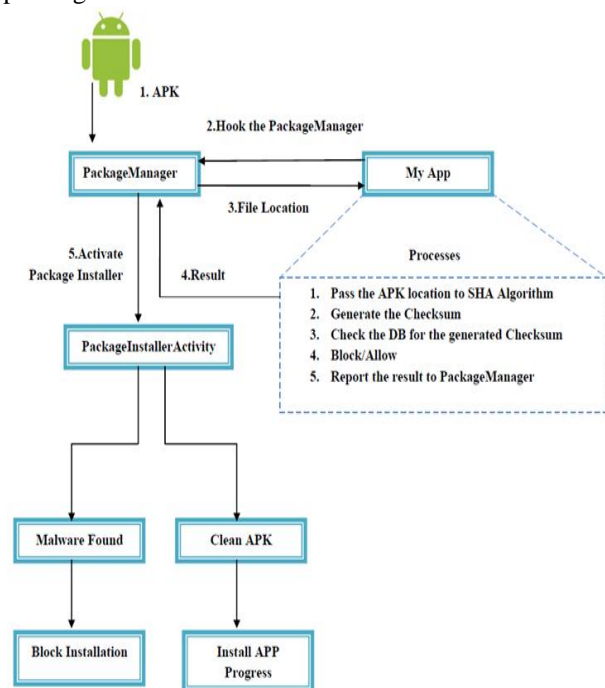 1. APK
2.Hook the PackageManager
PackageManager
My App
3.File Location
5.Activate
Package Installer
4.Result
Processes
1. Pass the APK location to SHA Algorithm
2. Generate the Checksum
3. Check the DB for the generated Checksum
4. Block/Allow
5. Report the result to PackageManager
PackageInstallerActivity
Malware Found
Clean APK
Block Installation
Install APP
Progress